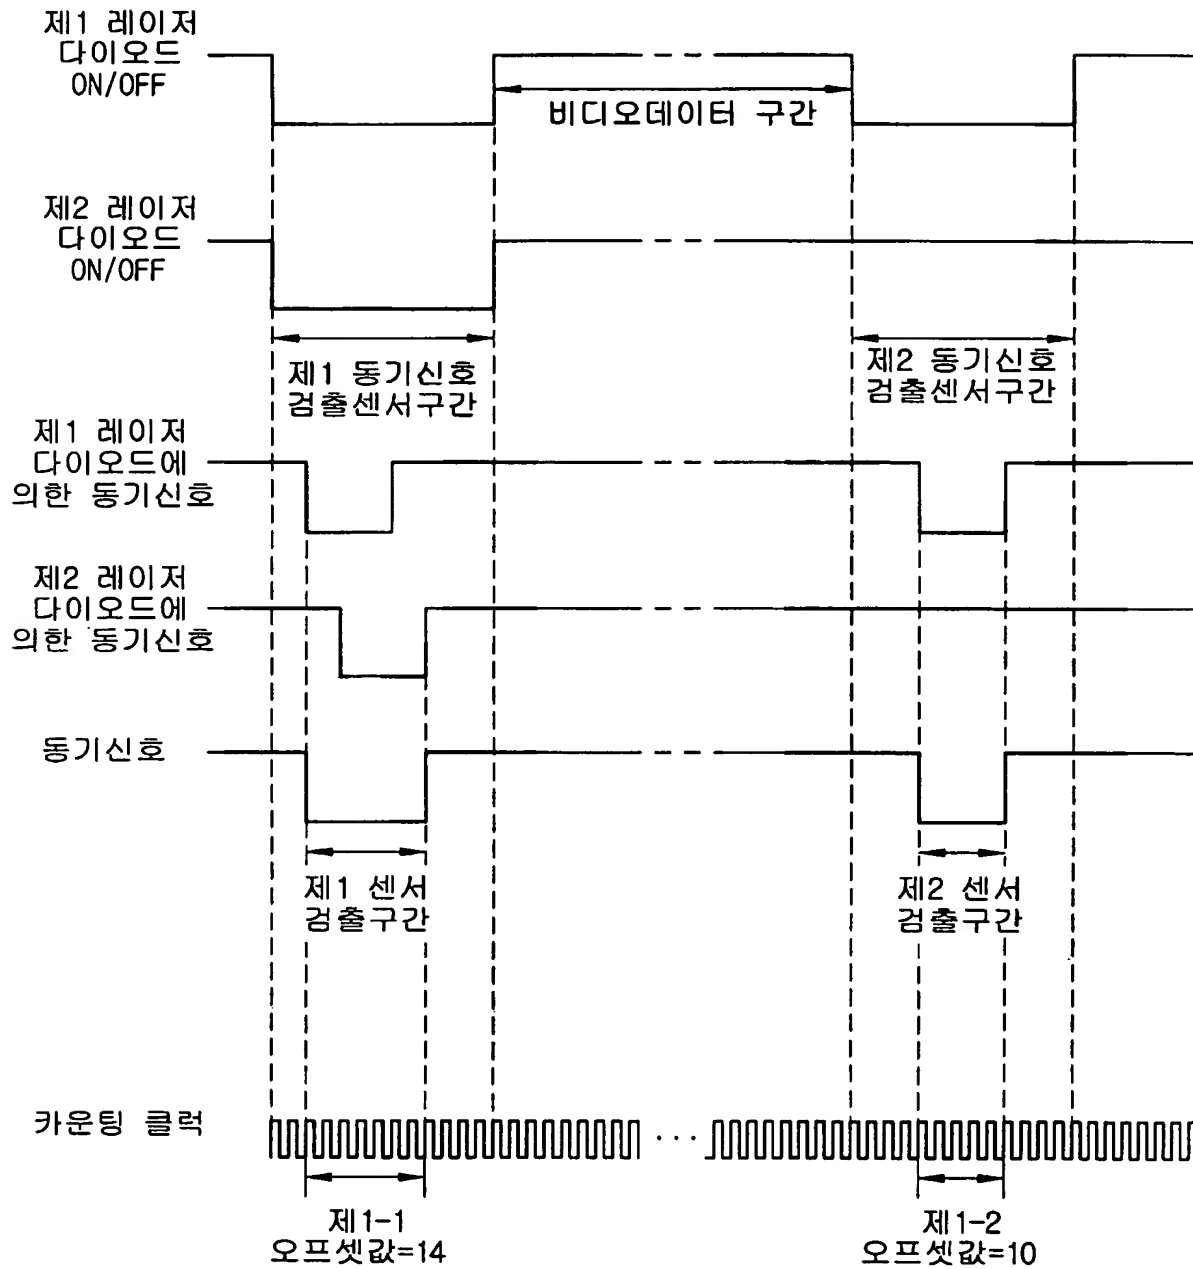 제1 레이저
다이오드
ON/OFF
비디오데이터 구간
제2 레이저
다이오드
ON/OFF
제1 동기신호
검출센서구간
제2 동기신호
검출센서구간
제1 레이저
다이오드에
의한 동기신호
제2 레이저
다이오드에
의한 동기신호
동기신호
제1 센서
검출구간
제2 센서
검출구간
카운팅 클럭
...
제1-1
오프셋값=14
제1-2
오프셋값=10